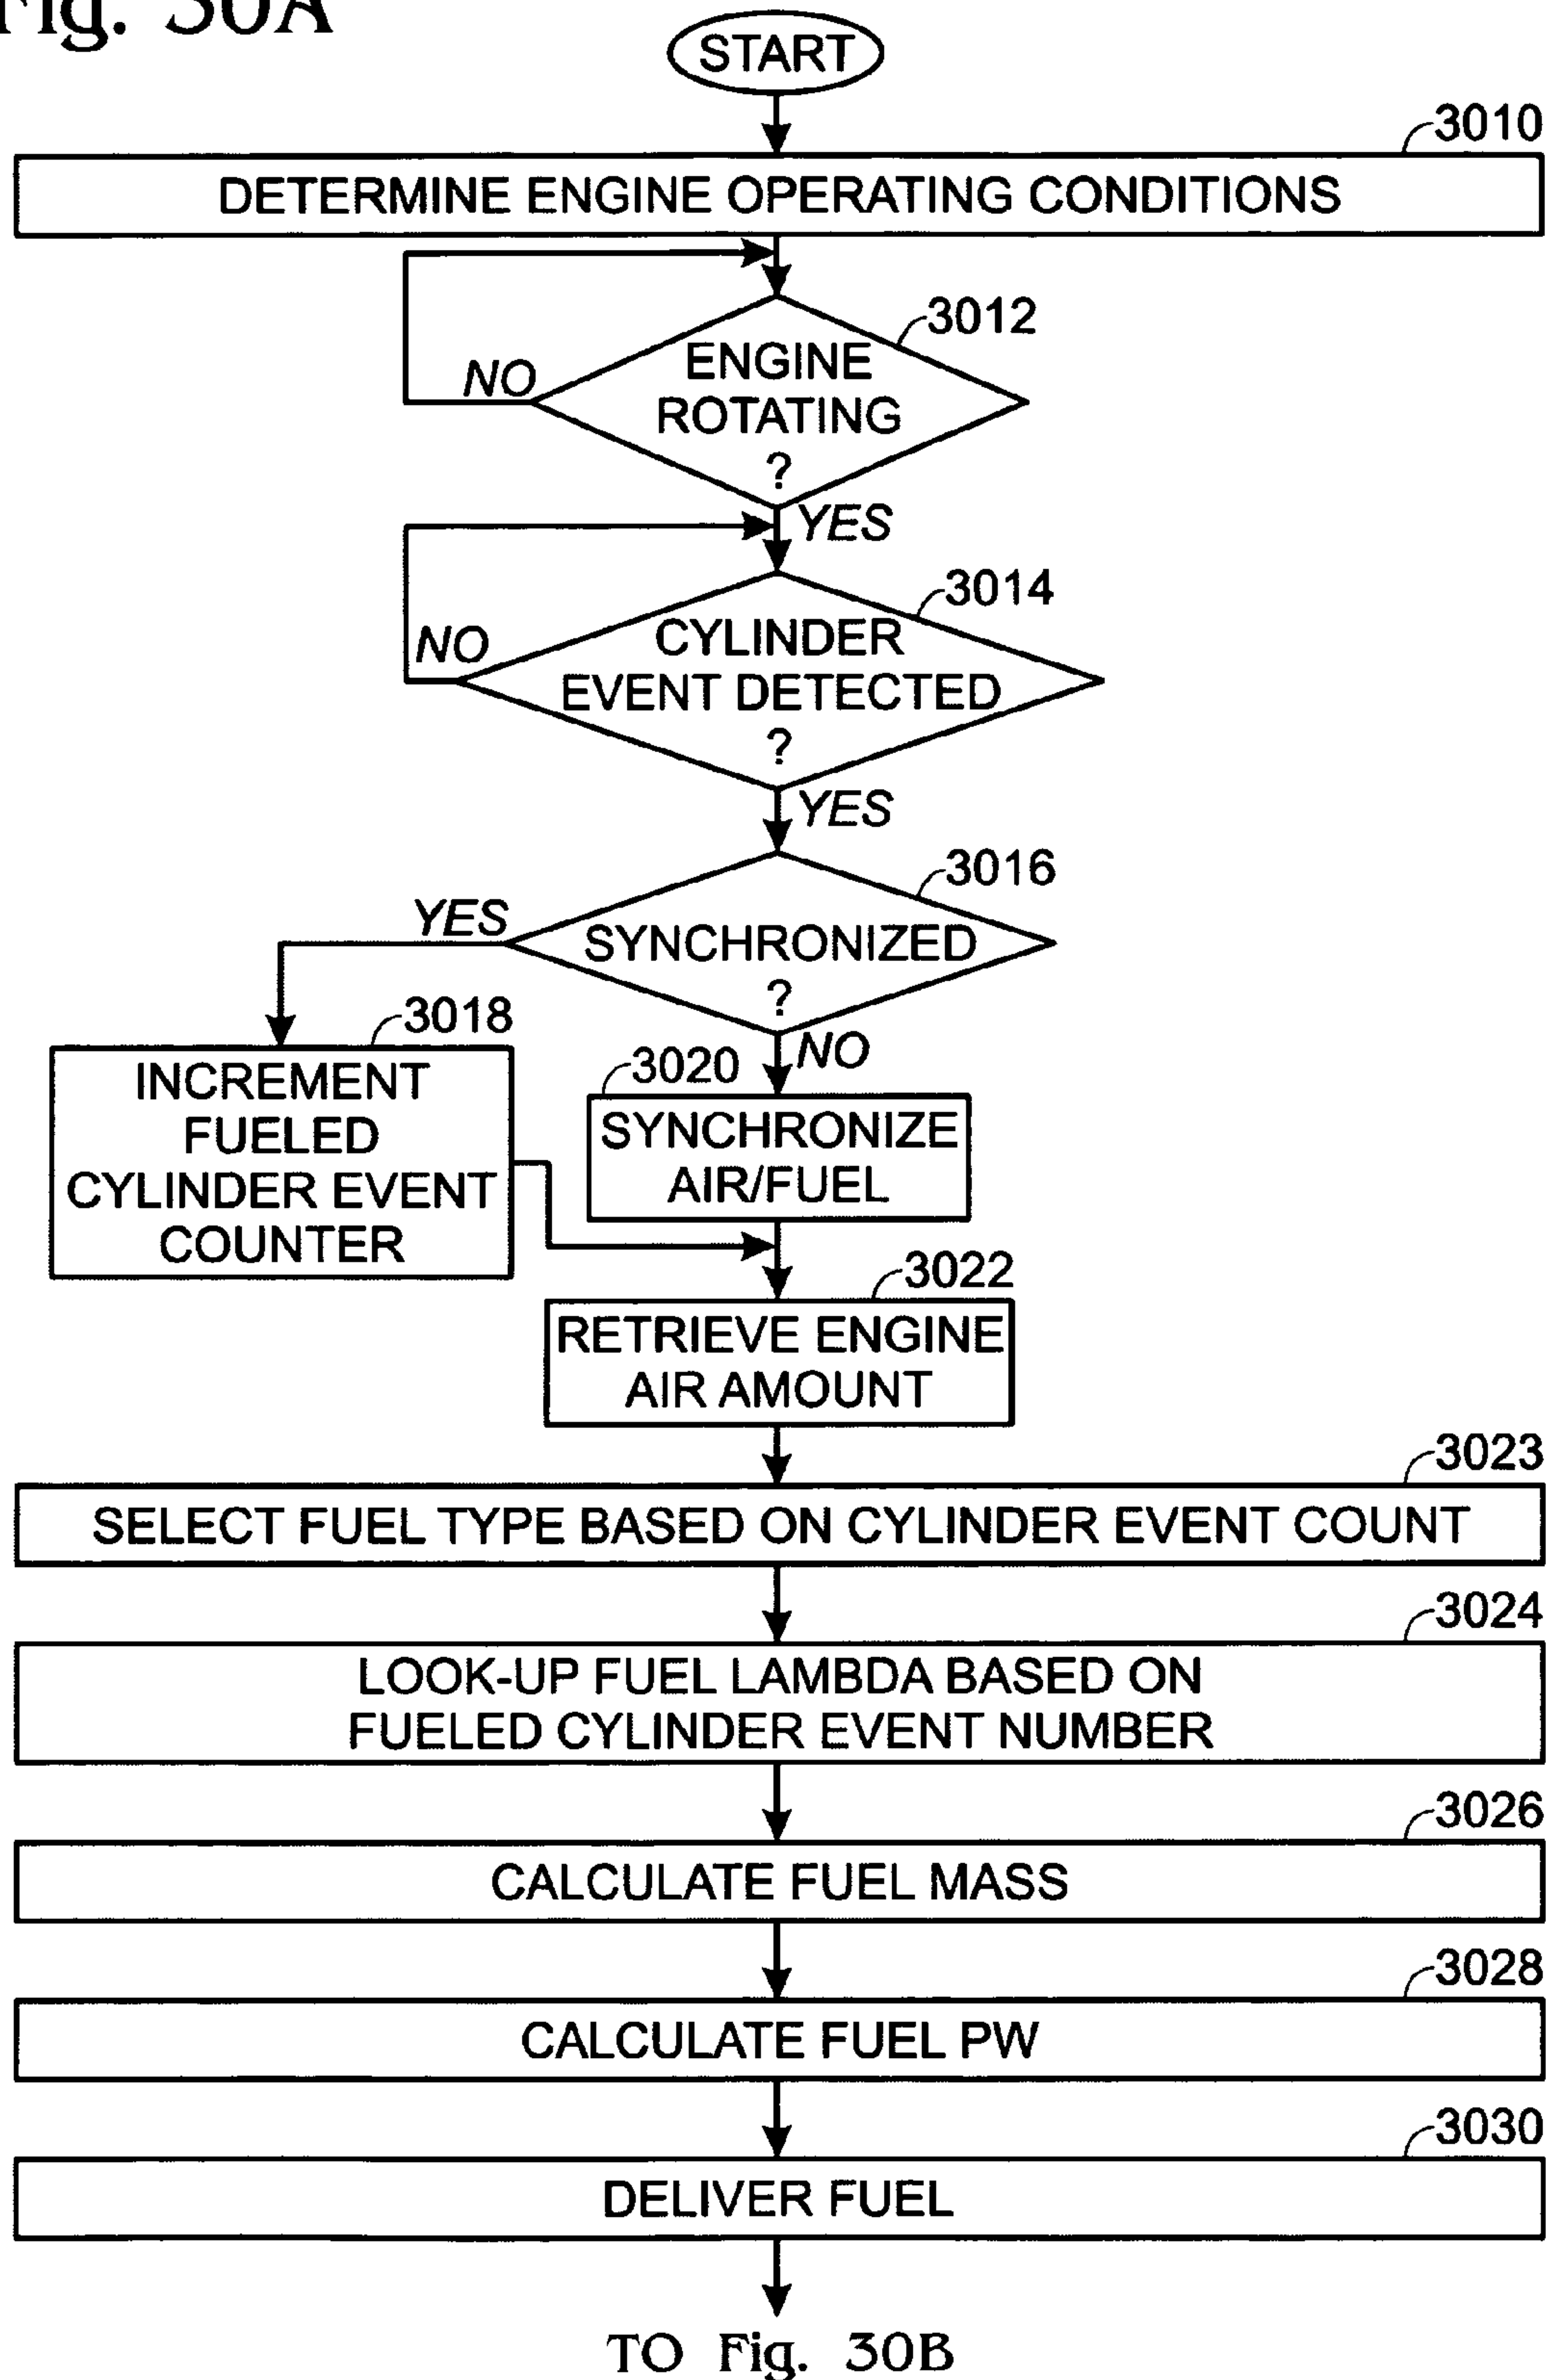 Fig. 30A
START
3010
DETERMINE ENGINE OPERATING CONDITIONS
3012
ENGINE
ROTATING
?
NO
YES
3014
CYLINDER
EVENT DETECTED
?
NO
YES
3016
SYNCHRONIZED
?
YES
NO
3018
INCREMENT
FUELED
CYLINDER EVENT
COUNTER
3020
SYNCHRONIZE
AIR/FUEL
3022
RETRIEVE ENGINE
AIR AMOUNT
3023
SELECT FUEL TYPE BASED ON CYLINDER EVENT COUNT
3024
LOOK-UP FUEL LAMBDA BASED ON
FUELED CYLINDER EVENT NUMBER
3026
CALCULATE FUEL MASS
3028
CALCULATE FUEL PW
3030
DELIVER FUEL
TO Fig. 30B